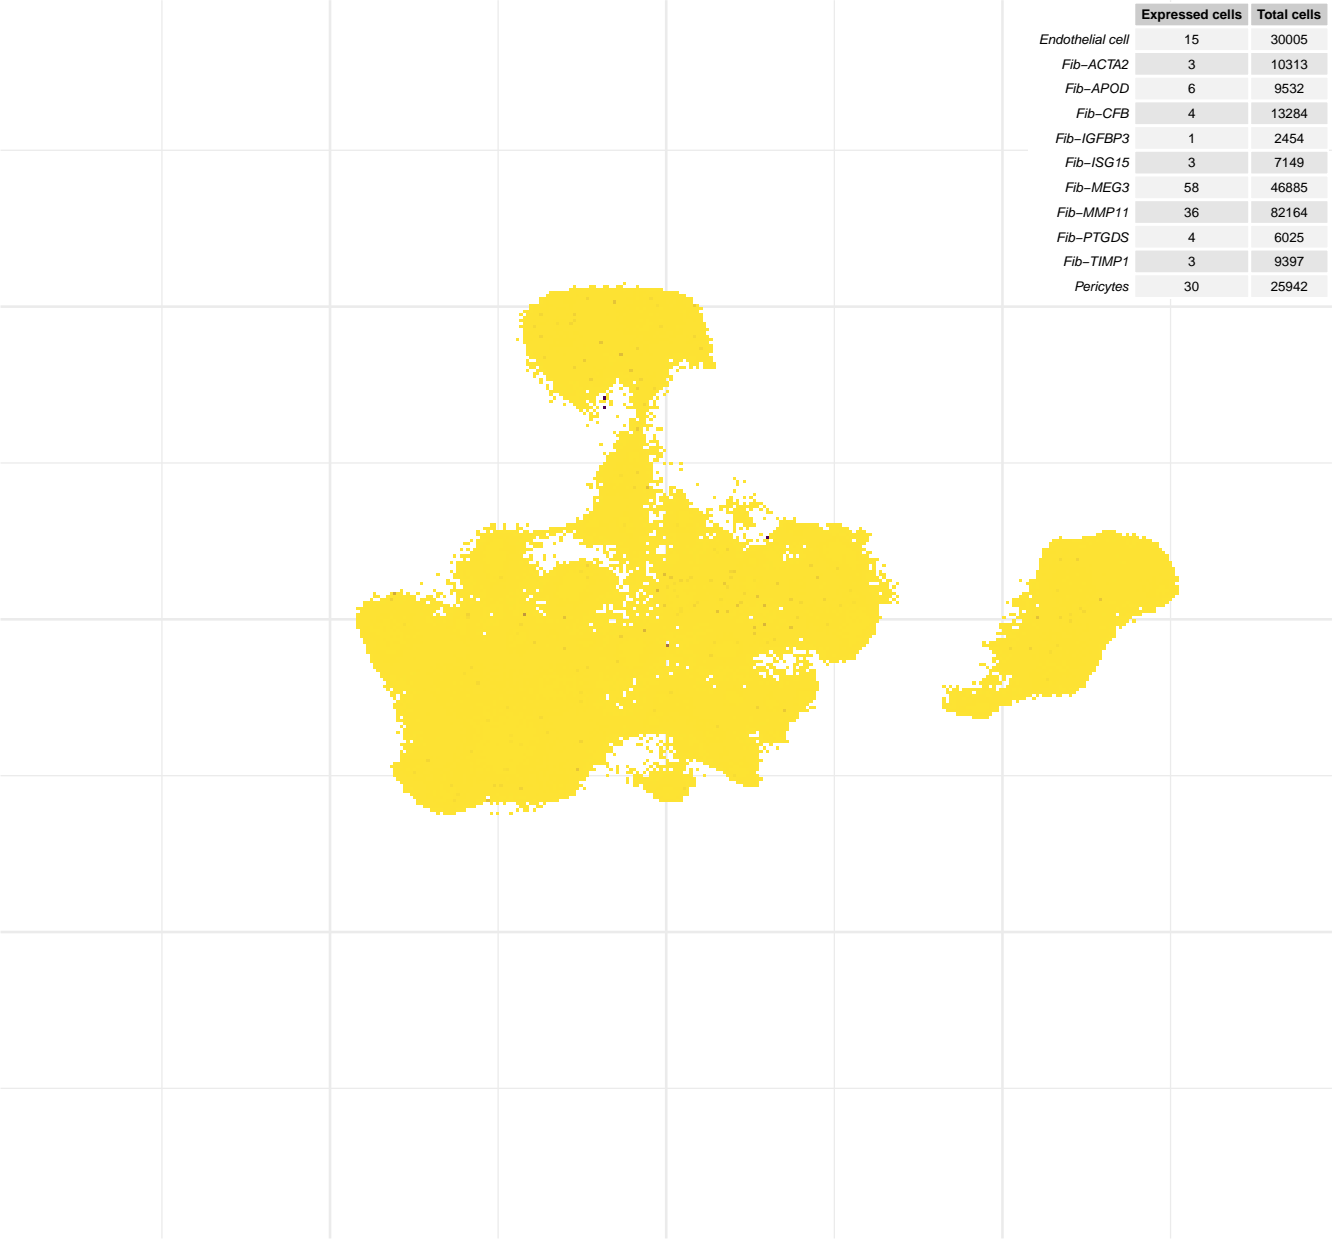 Expressed cells Total cells
Endothelial cell 15 30005
Fib−ACTA2 3 10313
Fib−APOD 6 9532
Fib−CFB 4 13284
Fib−IGFBP3 1 2454
Fib−ISG15 3 7149
Fib−MEG3 58 46885
Fib−MMP11 36 82164
Fib−PTGDS 4 6025
Fib−TIMP1 3 9397
Pericytes 30 25942